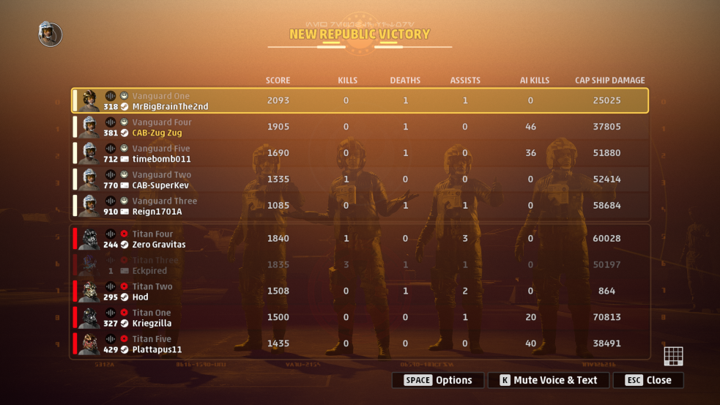 NEW REPUBLIC VICTORY
SCORE KILLS DEATHS ASSISTS AI KILLS CAP SHIP DAMAGE
Vanguard One
318 MrBigBrainThe2nd 2093 0 1 1 0 25025
Vanguard Four
381 CAB-Zug Zug 1905 0 1 0 46 37805
Vanguard Five
712 timebomb011 1690 0 1 0 36 51880
Vanguard Two
770 CAB-SuperKev 1335 1 0 0 0 52414
Vanguard Three
910 Reign1701A 1085 0 1 1 0 58684
Titan Four
244 Zero Gravitas 1840 1 0 3 0 60028
Titan Three
1 Eckpired 1835 3 1 1 0 50197
Titan Two
295 Hod 1508 0 1 2 0 864
Titan One
327 Kriegzilla 1500 0 0 1 20 70813
Titan Five
429 Plattapus11 1435 0 0 0 40 38491
SPACE Options K Mute Voice & Text ESC Close